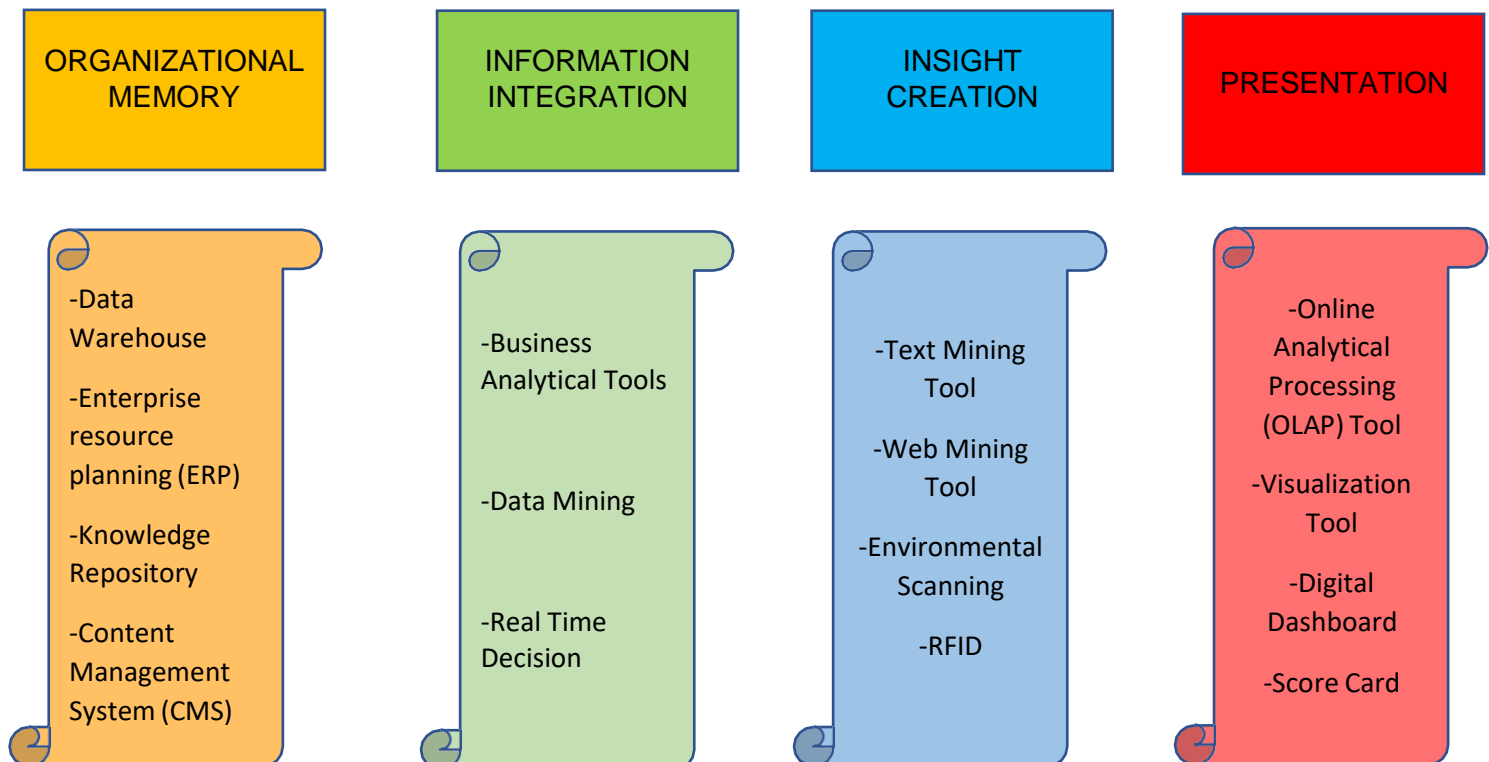 ORGANIZATIONAL
MEMORY
INFORMATION
INTEGRATION
INSIGHT
CREATION
PRESENTATION
-Data
Warehouse
-Enterprise
resource
planning (ERP)
-Knowledge
Repository
-Content
Management
System (CMS)
-Business
Analytical Tools
-Data Mining
-Real Time
Decision
-Text Mining
Tool
-Web Mining
Tool
-Environmental
Scanning
-RFID
-Online
Analytical
Processing
(OLAP) Tool
-Visualization
Tool
-Digital
Dashboard
-Score Card